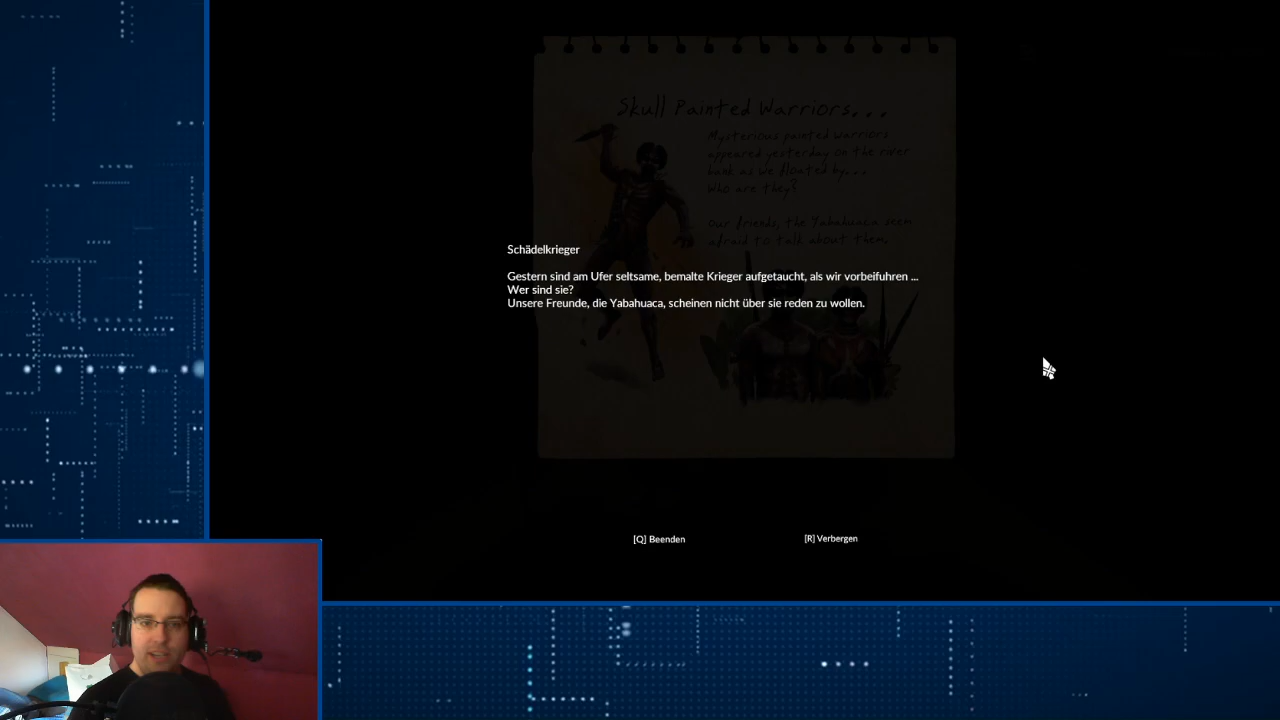 Skull Painted Warriors...
Mysterious painted warriors
appeared yesterday on the river
bank as we floated by...
Who are they?
Our friends, the Yabahuaca seem
afraid to talk about them.
Schädelkrieger
Gestern sind am Ufer seltsame, bemalte Krieger aufgetaucht, als wir vorbeifuhren ...
Wer sind sie?
Unsere Freunde, die Yabahuaca, scheinen nicht über sie reden zu wollen.
[Q] Beenden
[R] Verbergen